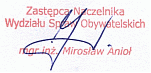 Zastępca Naczelnika
Wydziału Spraw Obywatelskich
mgr inż. Mirosław Anioł